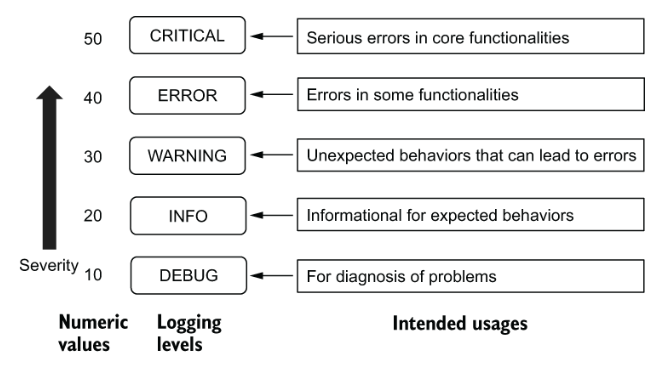 50 CRITICAL Serious errors in core functionalities
40 ERROR Errors in some functionalities
30 WARNING Unexpected behaviors that can lead to errors
20 INFO Informational for expected behaviors
Severity
10 DEBUG For diagnosis of problems
Numeric
values
Logging
levels
Intended usages